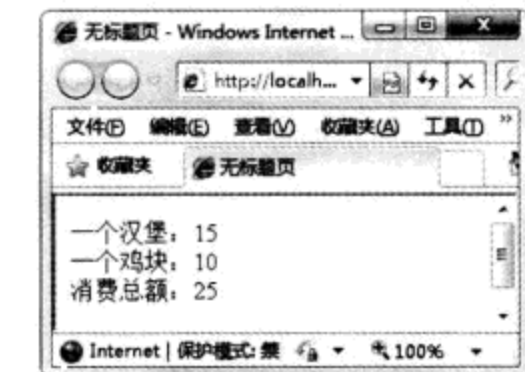 无标题页 - Windows Internet ...
http://localh...
文件(F) 编辑(E) 查看(V) 收藏夹(A) 工具(T) »
收藏夹 无标题页
一个汉堡：15
一个鸡块：10
消费总额：25
Internet | 保护模式: 禁 100%